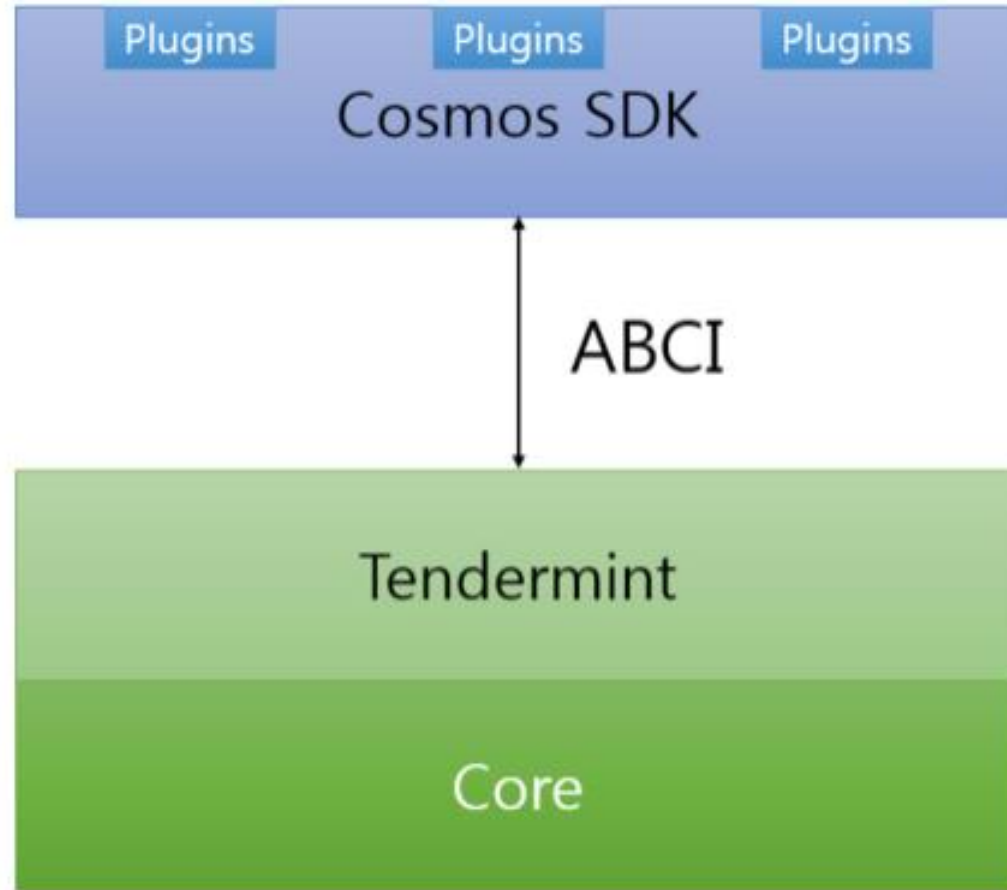 Plugins Plugins Plugins
Cosmos SDK
ABCI
Tendermint
Core